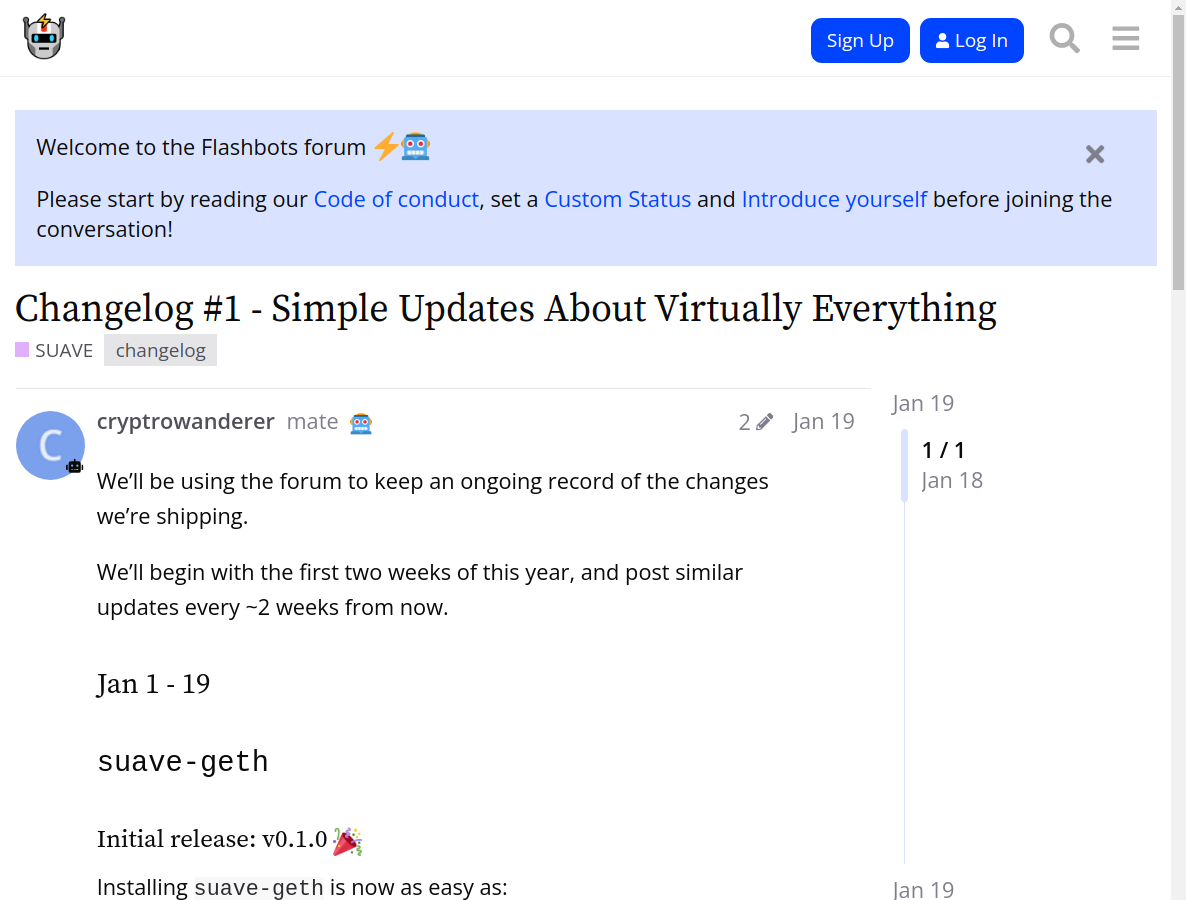 Sign Up
Log In
Welcome to the Flashbots forum
Please start by reading our Code of conduct, set a Custom Status and Introduce yourself before joining the
conversation!
Changelog #1 - Simple Updates About Virtually Everything
SUAVE changelog
cryptrowanderer mate 2 Jan 19
C
We’ll be using the forum to keep an ongoing record of the changes
we’re shipping.
We’ll begin with the first two weeks of this year, and post similar
updates every ~2 weeks from now.
Jan 1 - 19
suave-geth
Initial release: v0.1.0
Installing suave-geth is now as easy as:
Jan 19
1 / 1
Jan 18
Jan 19